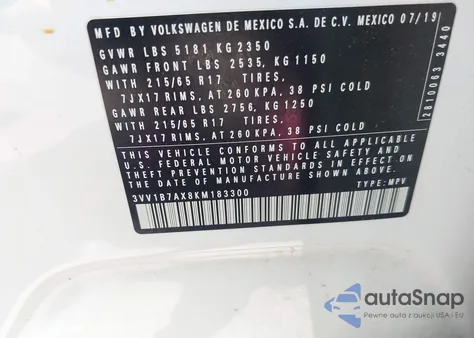 MFD BY VOLKSWAGEN DE MEXICO S.A. DE C.V. MEXICO 07/19
GVWR LBS 5181 KG 2350
GAWR FRONT LBS 2535, KG 1150
WITH 215/65 R17 TIRES,
7JX17 RIMS, AT 260 KPA, 38 PSI COLD
GAWR REAR LBS 2756, KG 1250
WITH 215/65 R17 TIRES,
7JX17 RIMS, AT 260 KPA, 38 PSI COLD
THIS VEHICLE CONFORMS TO ALL APPLICABLE
U.S. FEDERAL MOTOR VEHICLE SAFETY AND
THEFT PREVENTION STANDARDS IN EFFECT ON
THE DATE OF MANUFACTURE SHOWN ABOVE.
3VV1B7AX8KM183300
TYPE: MPV
2810063 3440
autoSnap
Pewne auta z USA i EU